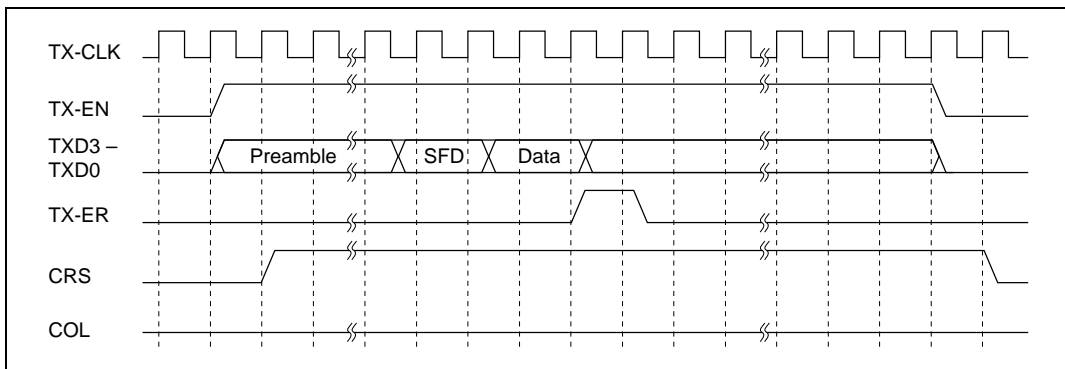 TX-CLK
TX-EN
TXD3 –
TXD0
Preamble SFD Data
TX-ER
CRS
COL